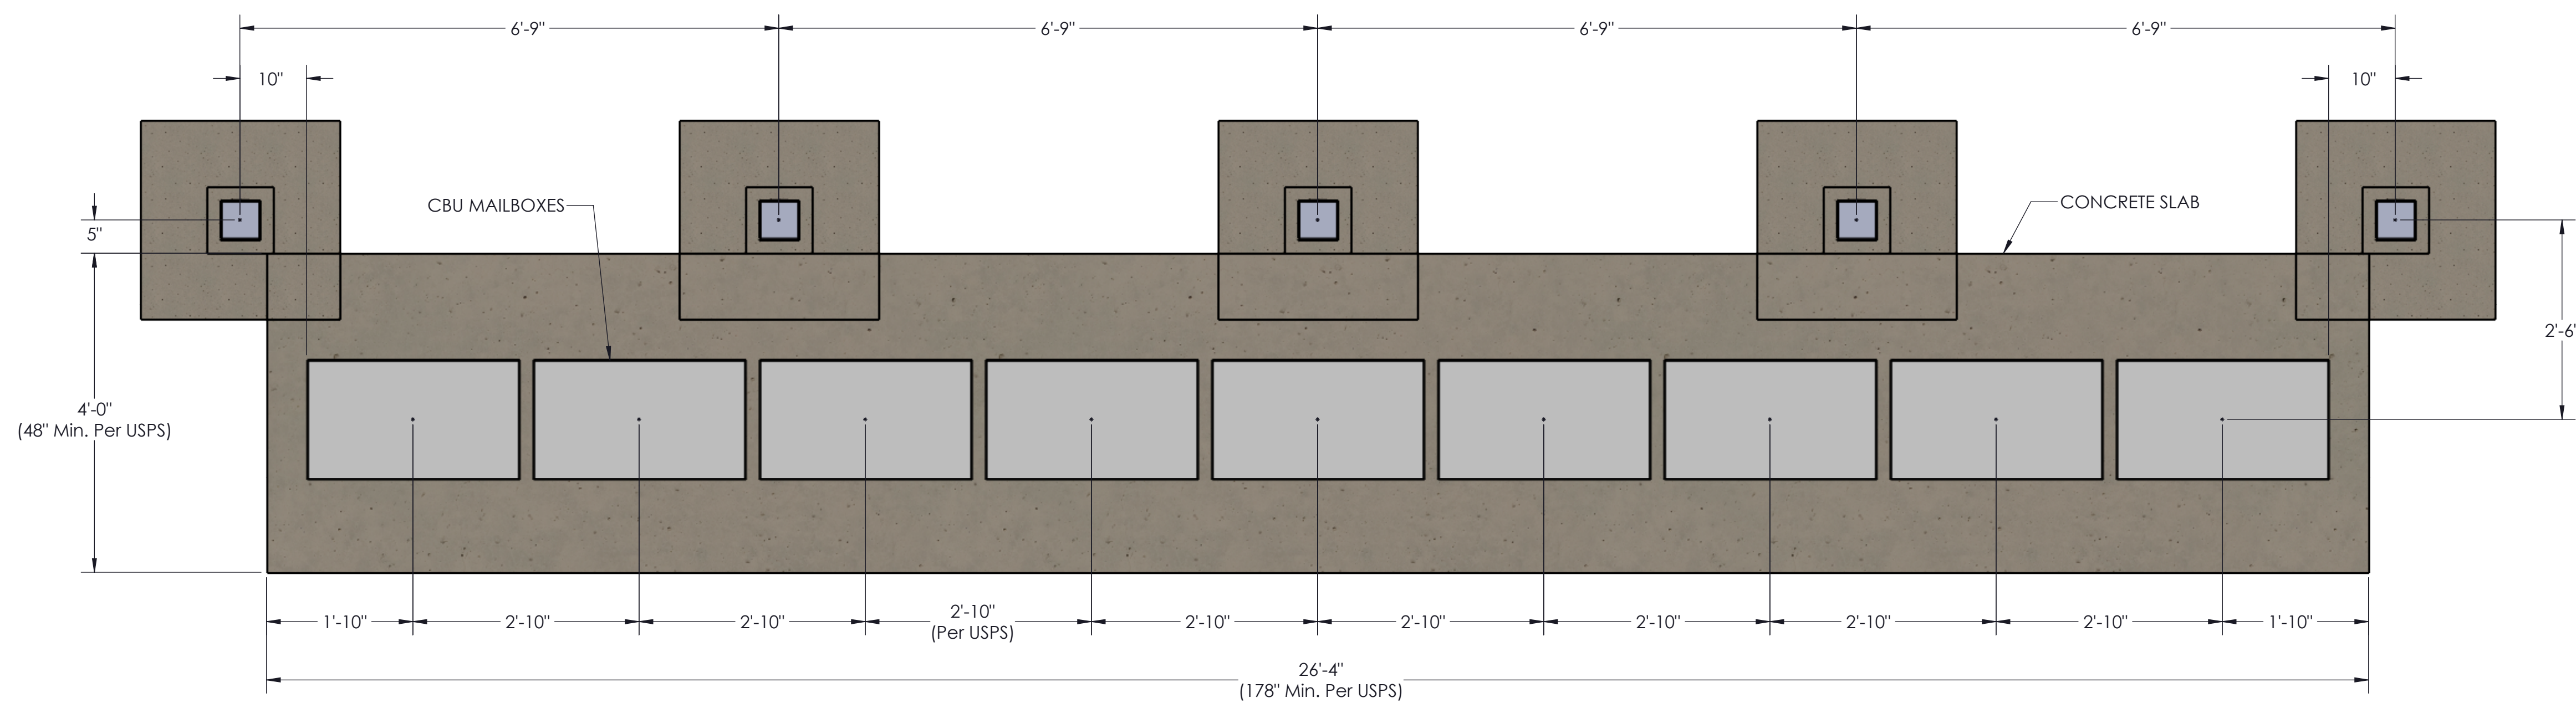 6'-9" 6'-9" 6'-9" 6'-9"
10" 10"
CBU MAILBOXES CONCRETE SLAB
5"
2'-6"
4'-0"
(48" Min. Per USPS)
1'-10" 2'-10" 2'-10" 2'-10" 2'-10" 2'-10" 2'-10" 2'-10" 2'-10" 1'-10"
(Per USPS)
26'-4"
(178" Min. Per USPS)